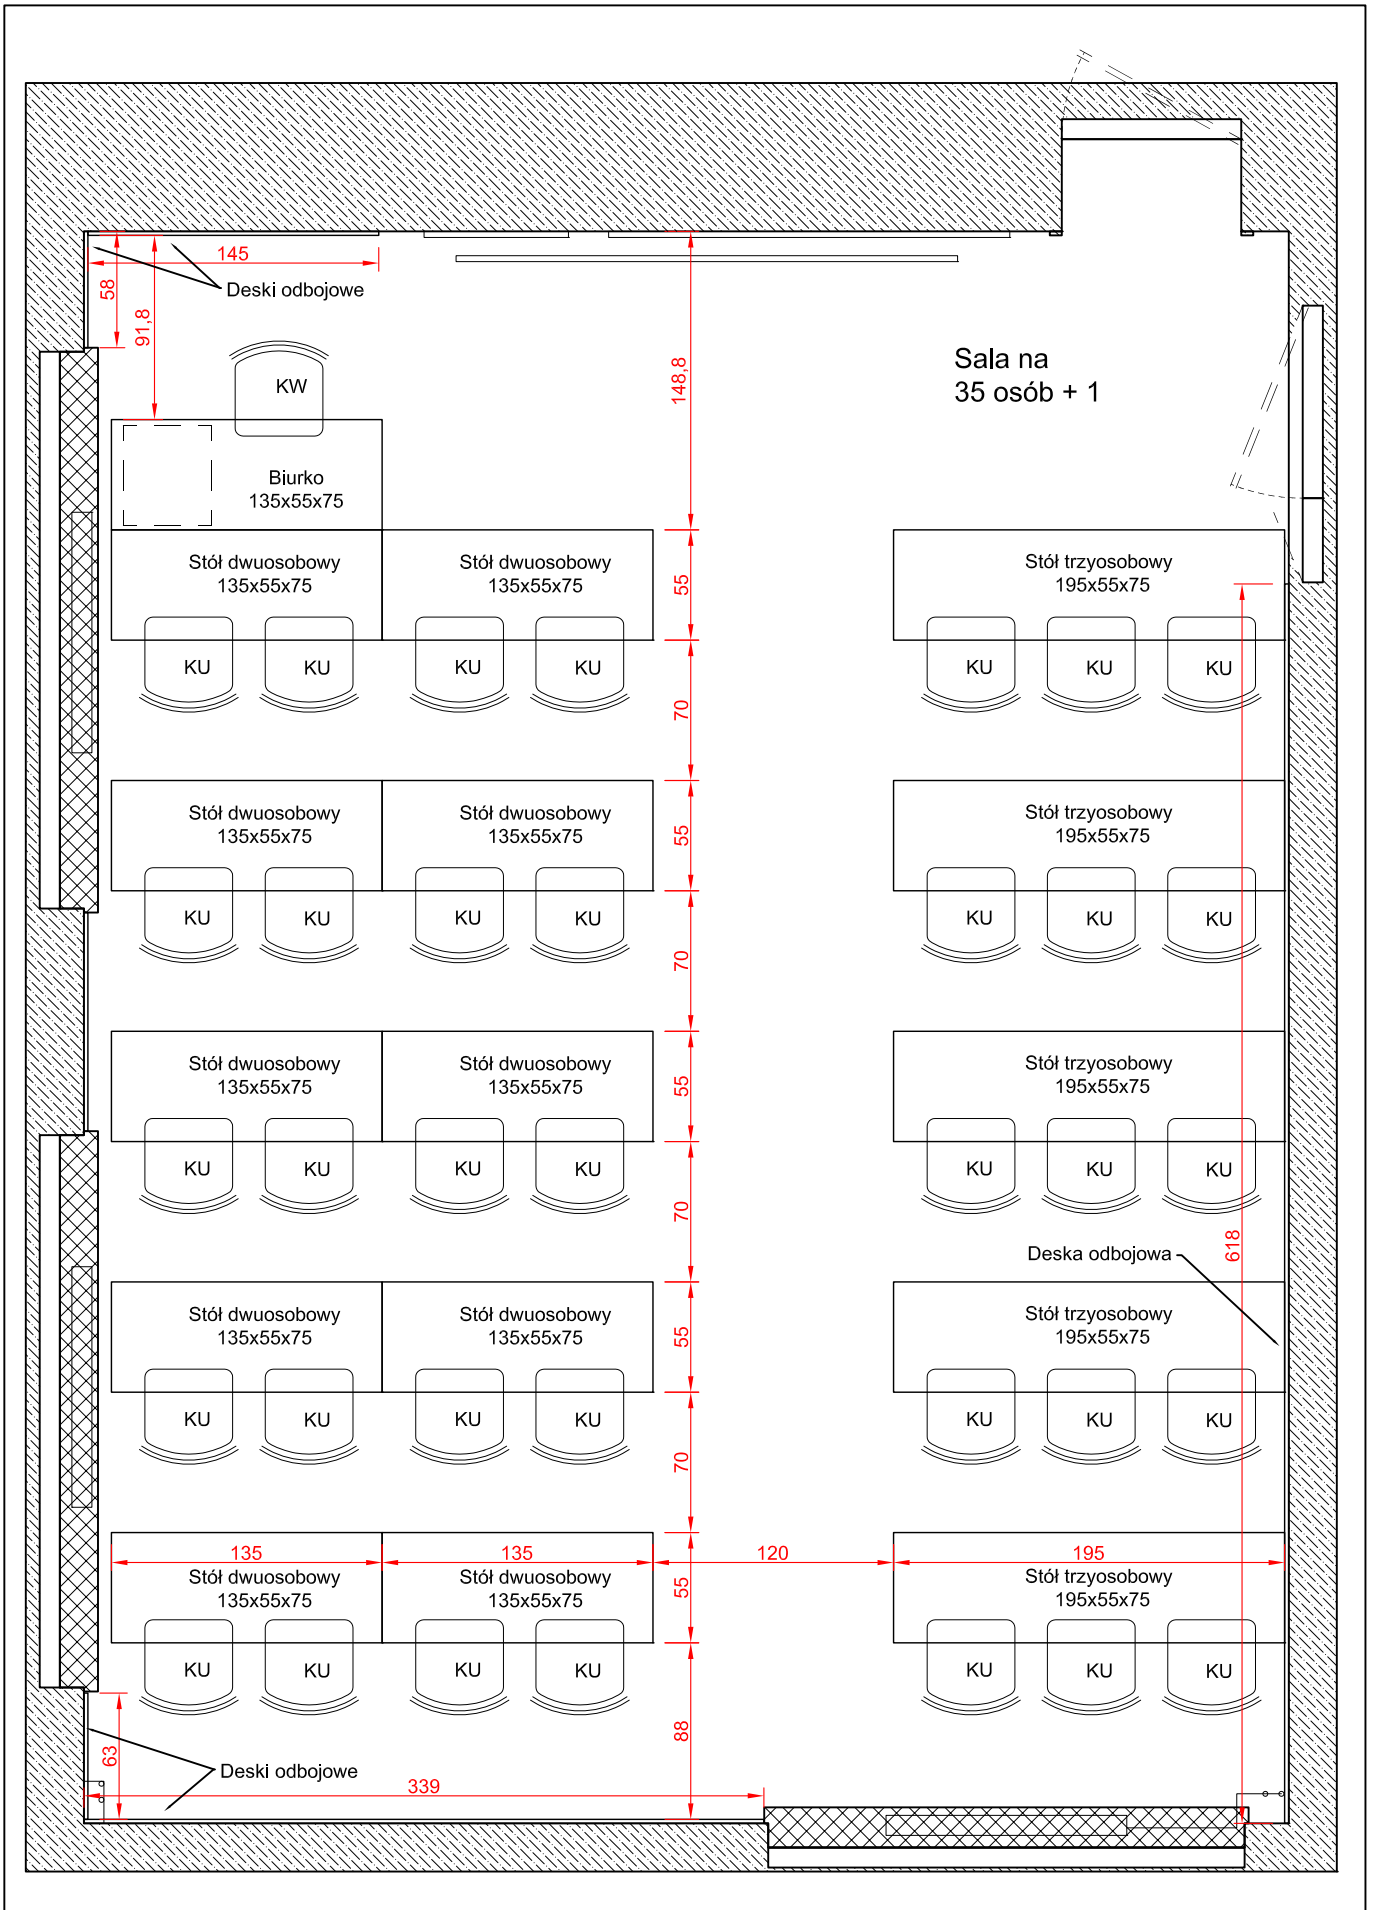 145
Deski odbojowe
58
91,8
148,8
KW
Sala na
35 osób + 1
Biurko
135x55x75
Stół dwuosobowy
135x55x75
Stół dwuosobowy
135x55x75
55
Stół trzyosobowy
195x55x75
KU
KU
KU
KU
KU
KU
KU
70
Stół dwuosobowy
135x55x75
Stół dwuosobowy
135x55x75
55
Stół trzyosobowy
195x55x75
KU
KU
KU
KU
KU
KU
KU
70
Stół dwuosobowy
135x55x75
Stół dwuosobowy
135x55x75
55
Stół trzyosobowy
195x55x75
KU
KU
KU
KU
KU
KU
KU
70
618
Deska odbojowa
Stół dwuosobowy
135x55x75
Stół dwuosobowy
135x55x75
55
Stół trzyosobowy
195x55x75
KU
KU
KU
KU
KU
KU
KU
70
135
135
120
195
Stół dwuosobowy
135x55x75
Stół dwuosobowy
135x55x75
55
Stół trzyosobowy
195x55x75
KU
KU
KU
KU
KU
KU
KU
88
63
Deski odbojowe
339